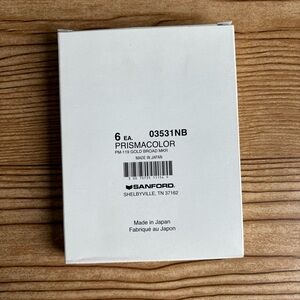 6 EA. 03531NB
PRISMACOLOR
PM-119 GOLD BROAD MKR
MADE IN JAPAN
SANFORD.
SHELBYVILLE, TN 37162
Made in Japan
Fabriqué au Japon